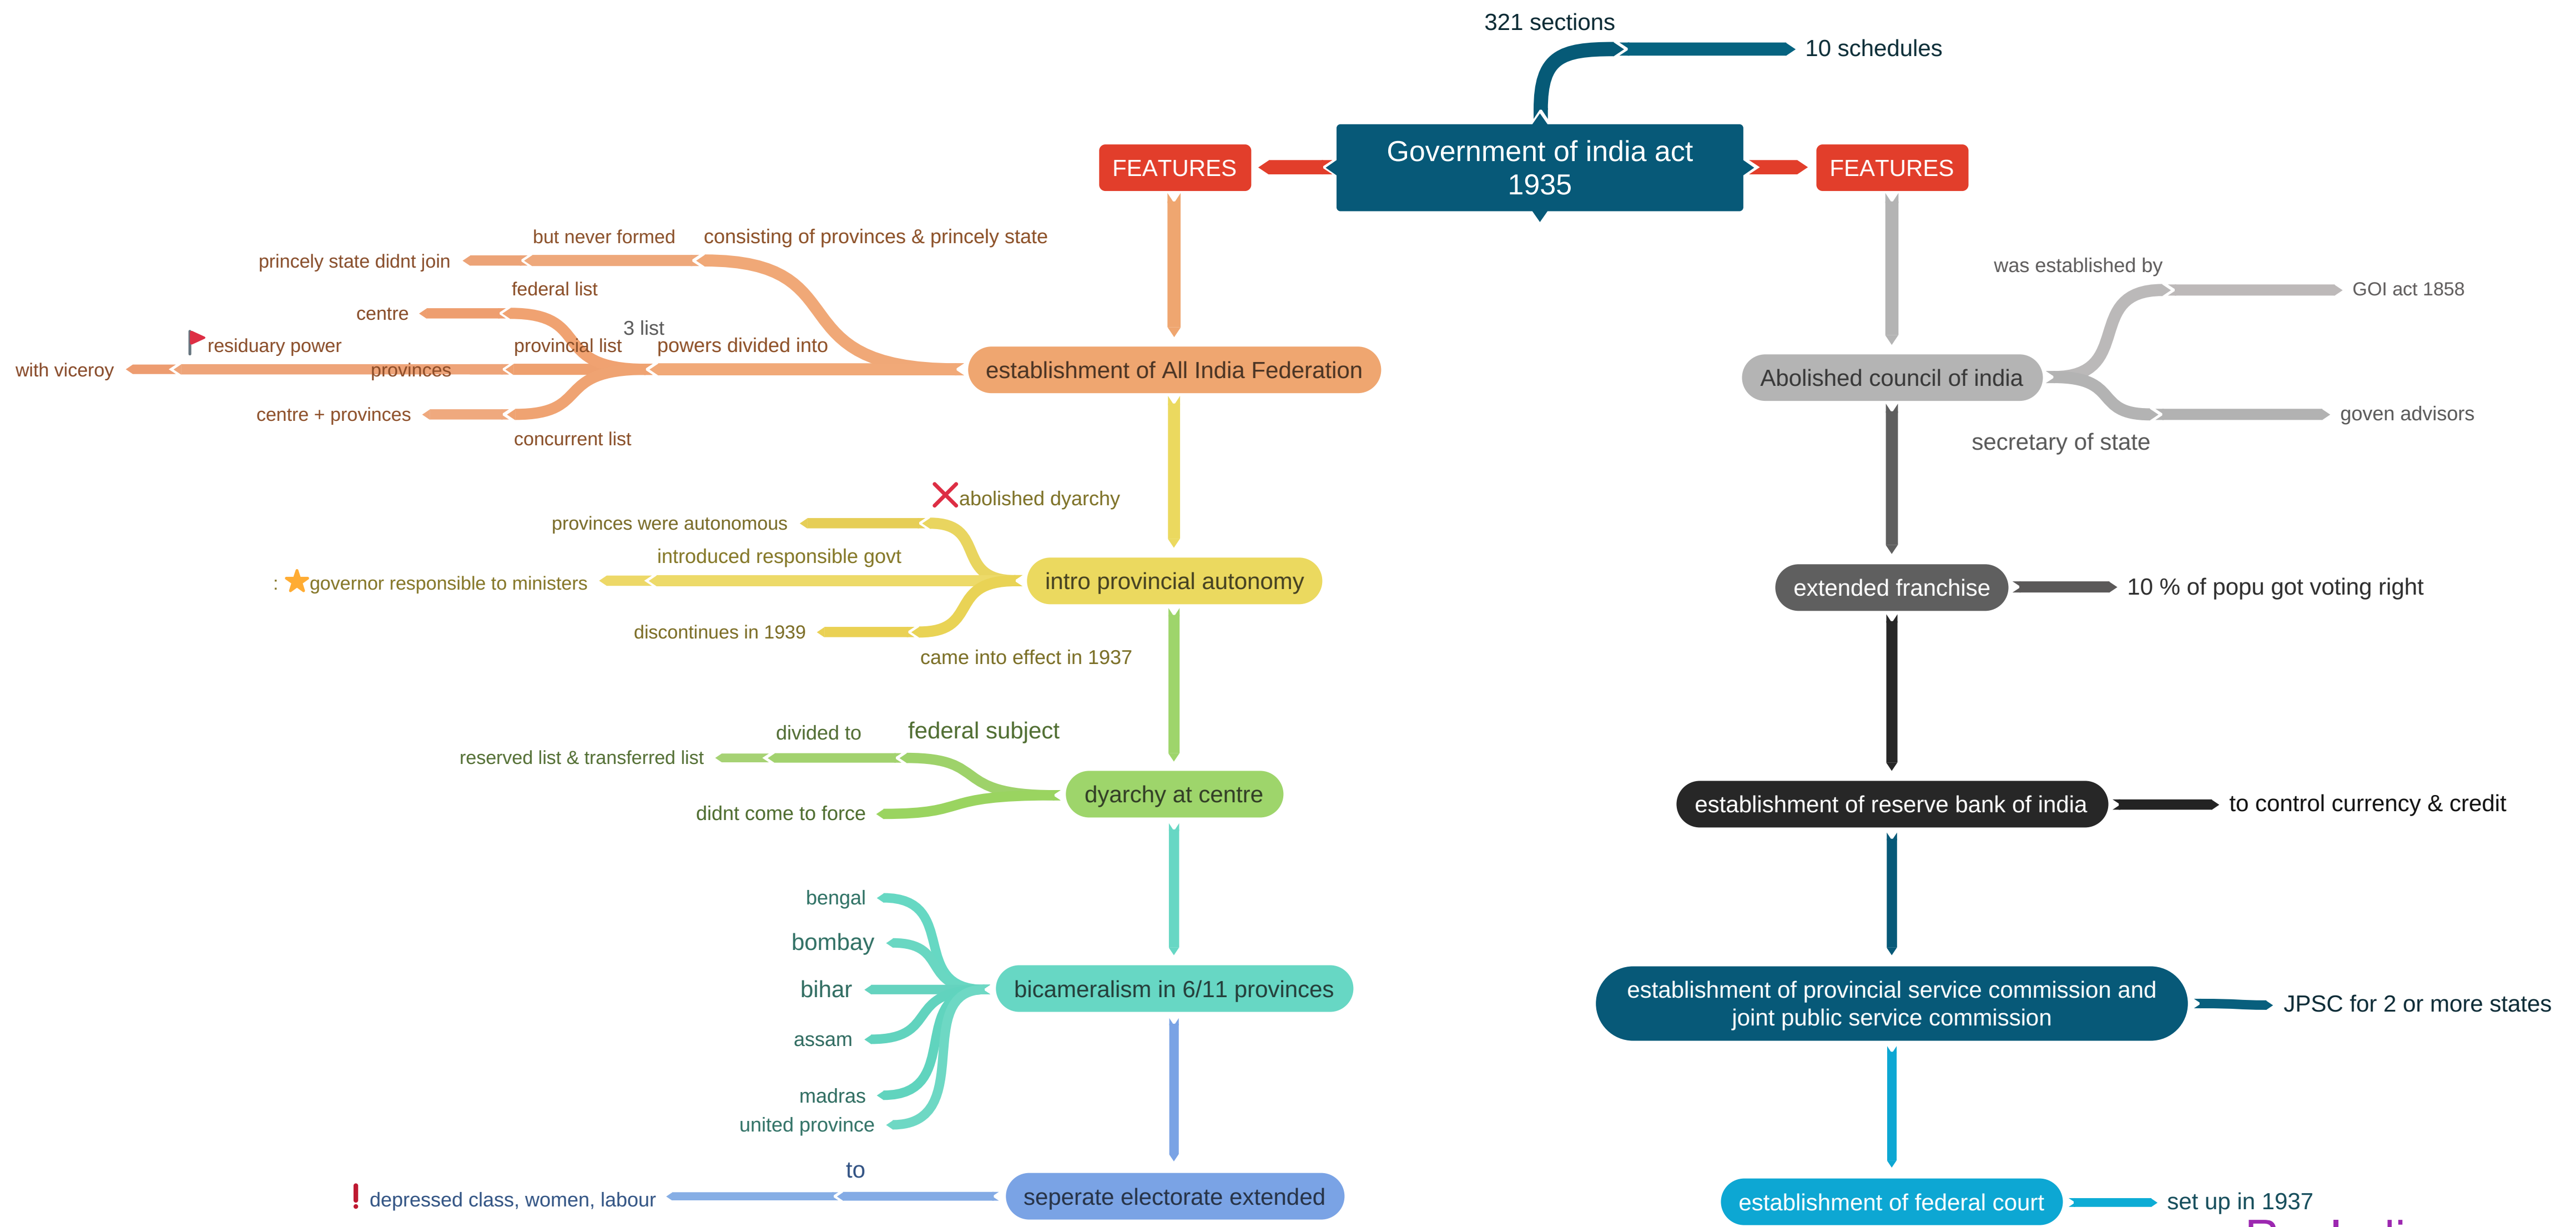 321 sections
10 schedules
Government of india act
1935
FEATURES
FEATURES
consisting of provinces & princely state
but never formed
princely state didnt join
federal list
centre
3 list
powers divided into
provincial list
provinces
residuary power
with viceroy
centre + provinces
concurrent list
establishment of All India Federation
abolished dyarchy
provinces were autonomous
introduced responsible govt
: governor responsible to ministers
discontinues in 1939
came into effect in 1937
intro provincial autonomy
federal subject
divided to
reserved list & transferred list
didnt come to force
dyarchy at centre
bengal
bombay
bihar
assam
madras
united province
bicameralism in 6/11 provinces
to
depressed class, women, labour
seperate electorate extended
was established by
GOI act 1858
Abolished council of india
goven advisors
secretary of state
extended franchise
10 % of popu got voting right
establishment of reserve bank of india
to control currency & credit
establishment of provincial service commission and
joint public service commission
JPSC for 2 or more states
establishment of federal court
set up in 1937